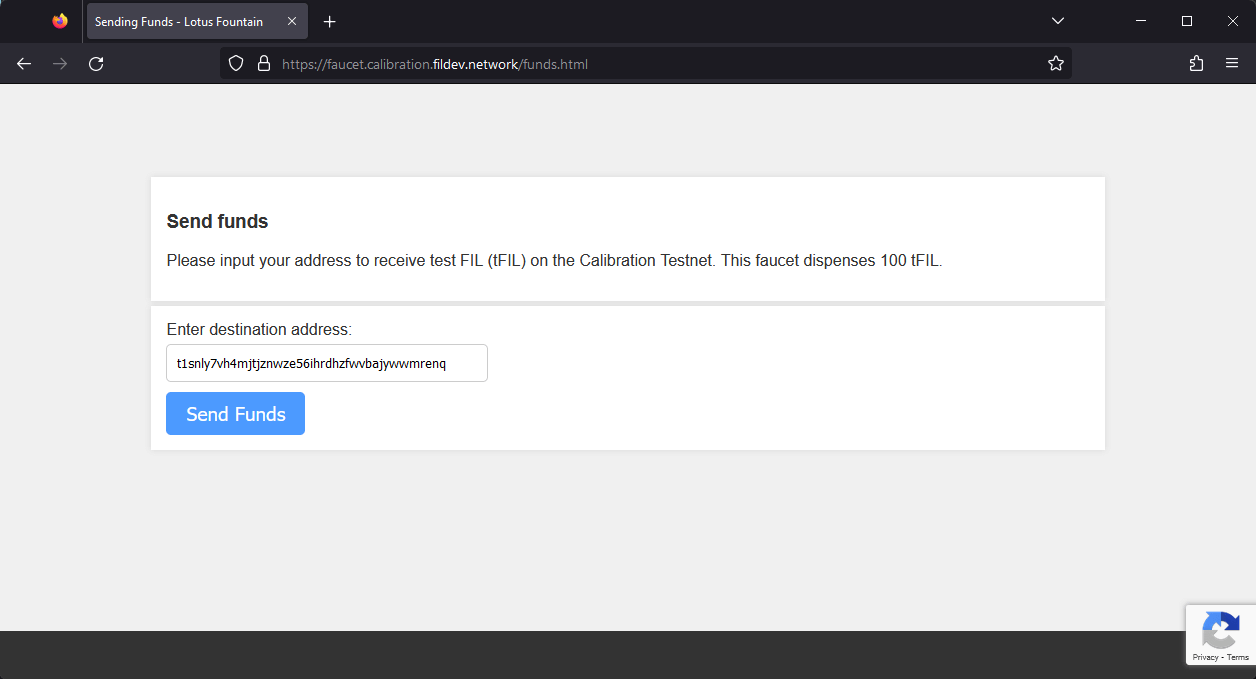 Sending Funds - Lotus Fountain
https://faucet.calibration.fildev.network/funds.html
Send funds
Please input your address to receive test FIL (tFIL) on the Calibration Testnet. This faucet dispenses 100 tFIL.
Enter destination address:
t1snly7vh4mjtjznwze56ihrdhzfwvbajywwmrenq
Send Funds
Privacy - Terms